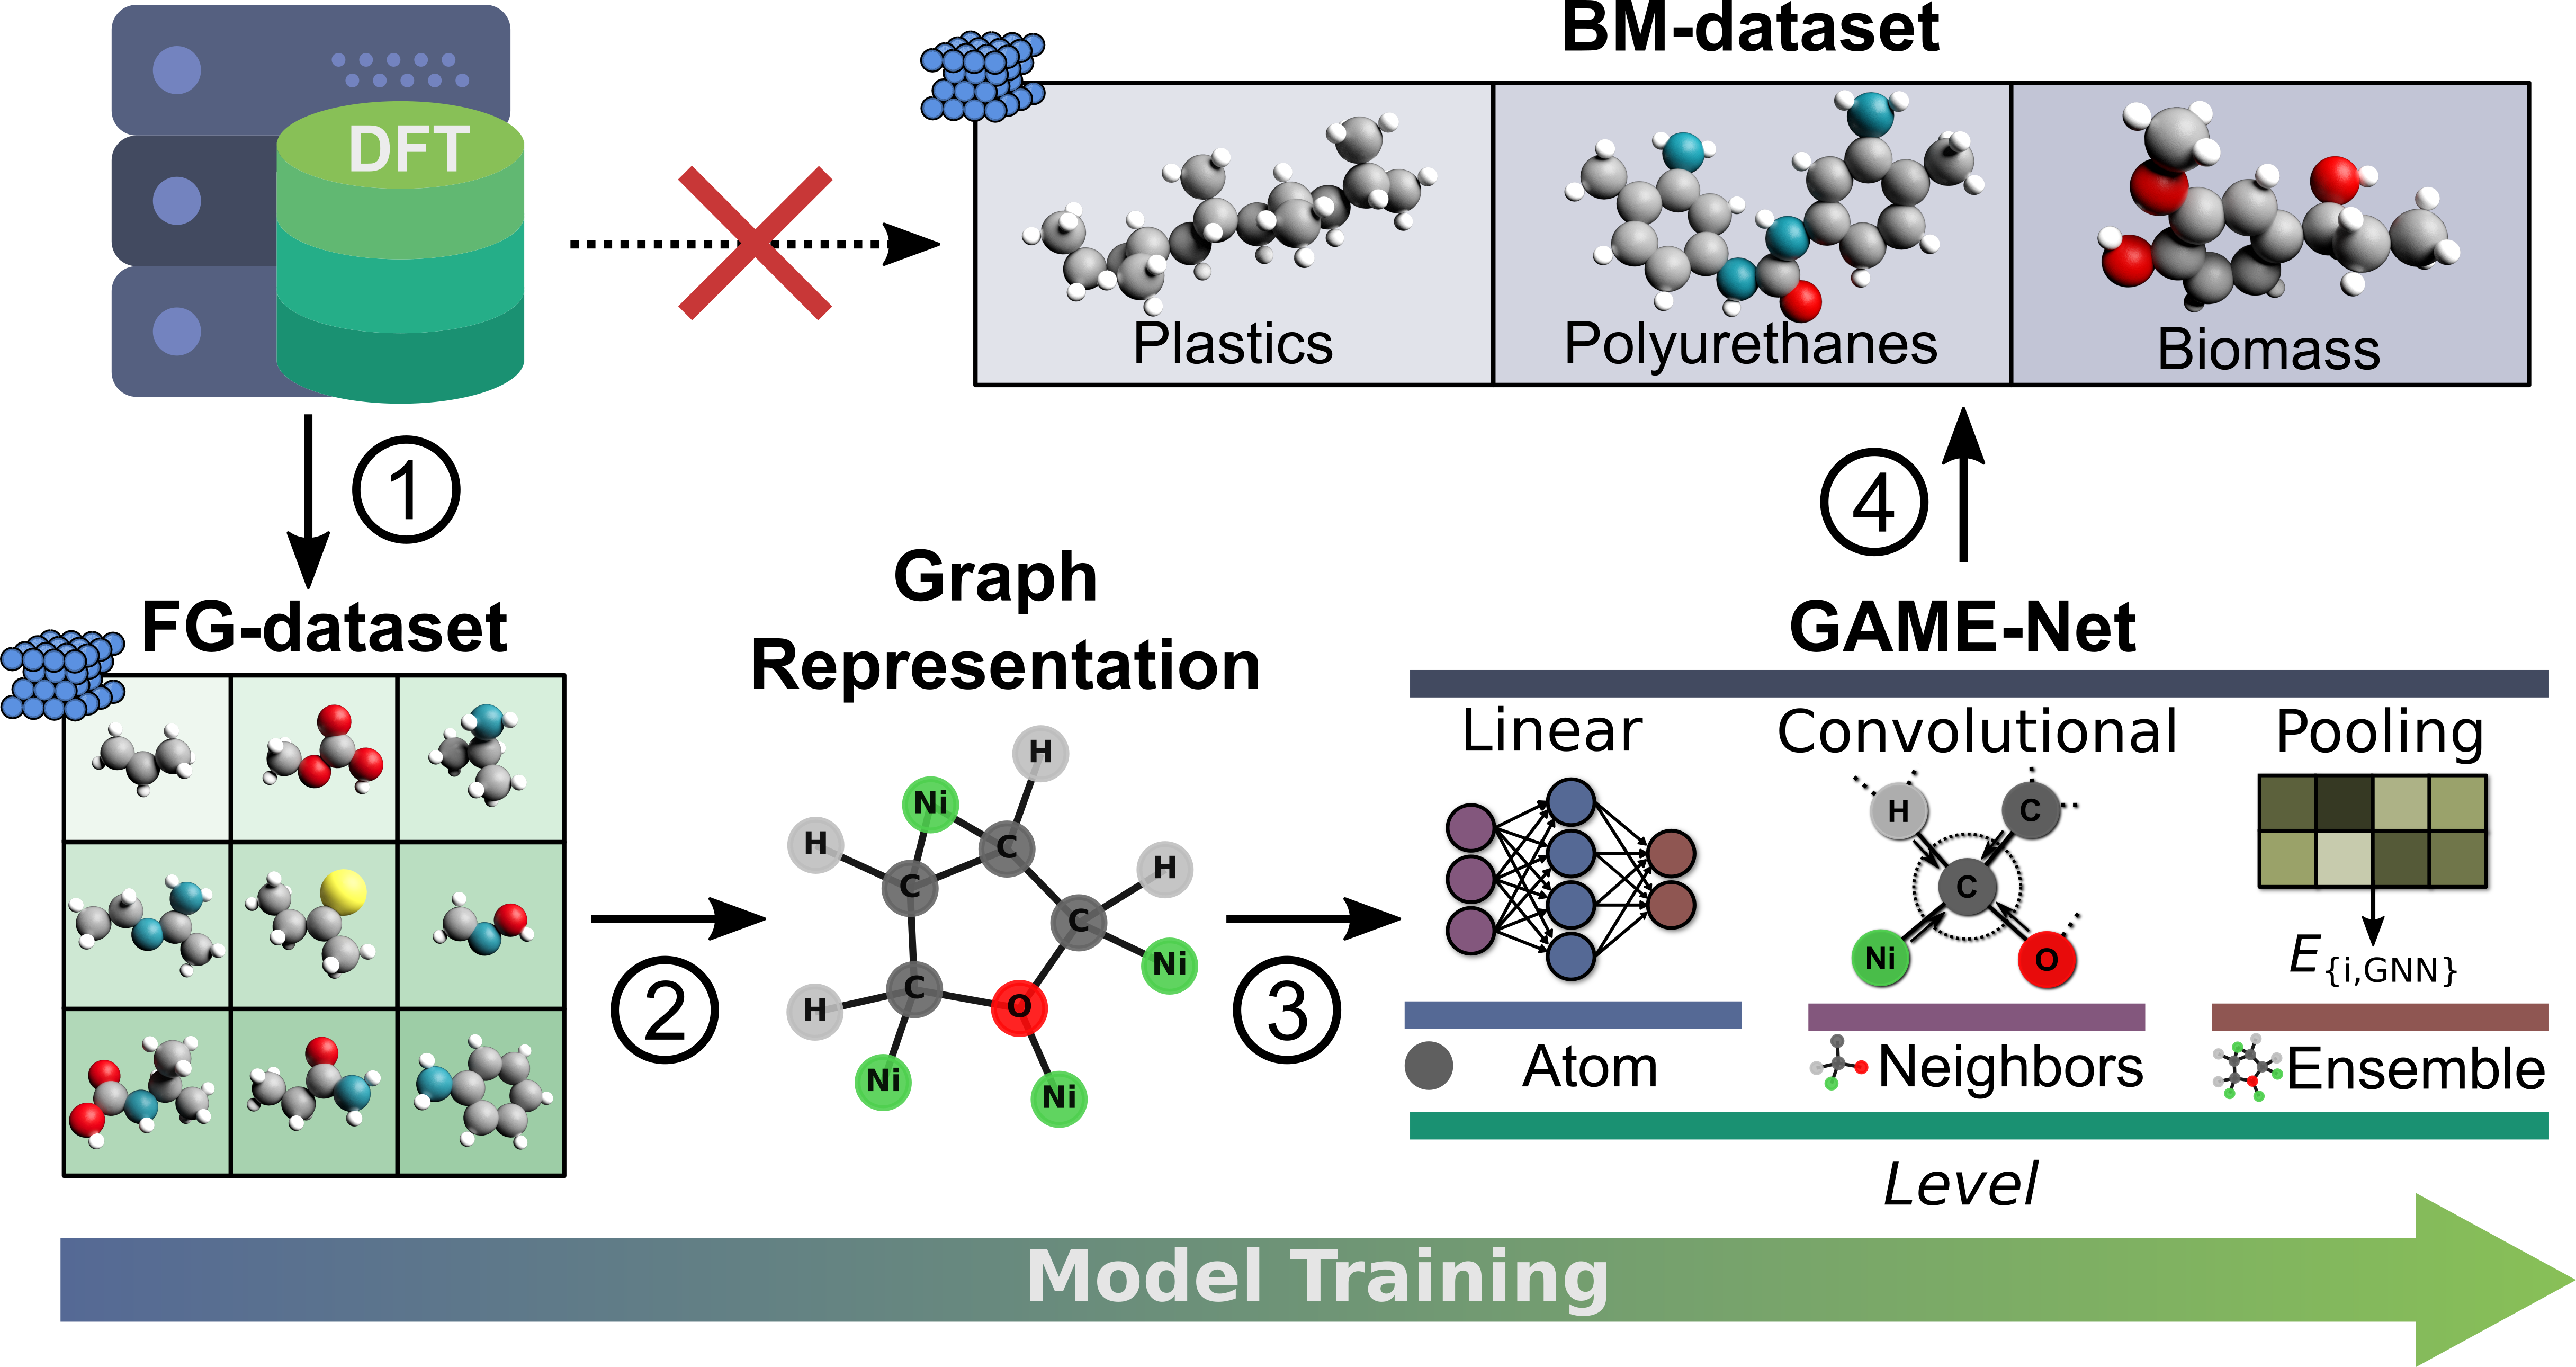 BM-dataset
DFT
Plastics
Polyurethanes
Biomass
1
4
FG-dataset
Graph
Representation
GAME-Net
H
Ni
H
C
C
H
C
Ni
C
H
O
Ni
Ni
2
3
Linear
Convolutional
Pooling
H
C
C
Ni
O
E{i,GNN}
Atom
Neighbors
Ensemble
Level
Model Training